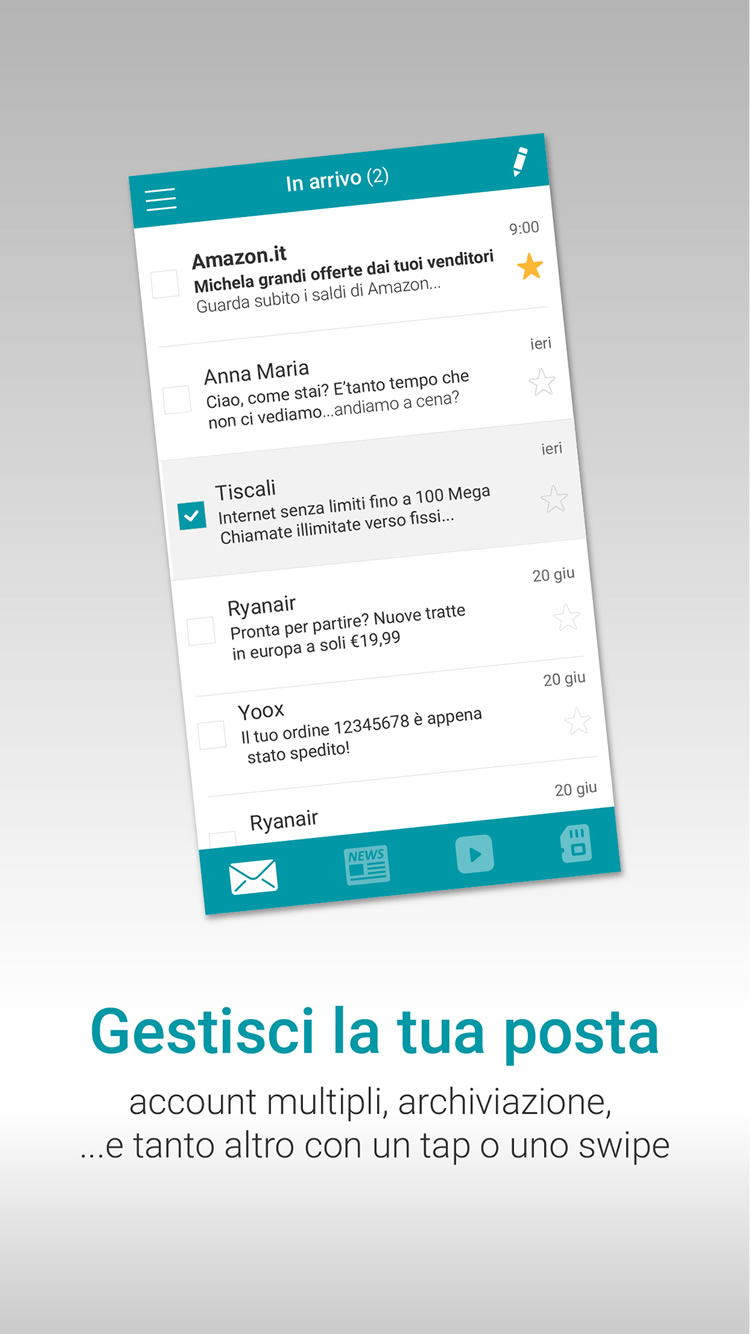 In arrivo (2)
9:00
Amazon.it
Michela grandi offerte dai tuoi venditori
Guarda subito i saldi di Amazon...
ieri
Anna Maria
Ciao, come stai? E'tanto tempo che
non ci vediamo...andiamo a cena?
ieri
Tiscali
Internet senza limiti fino a 100 Mega
Chiamate illimitate verso fissi...
20 giu
Ryanair
Pronta per partire? Nuove tratte
in europa a soli €19,99
20 giu
Yoox
Il tuo ordine 12345678 è appena
stato spedito!
20 giu
Ryanair
NEWS
Gestisci la tua posta
account multipli, archiviazione,
...e tanto altro con un tap o uno swipe